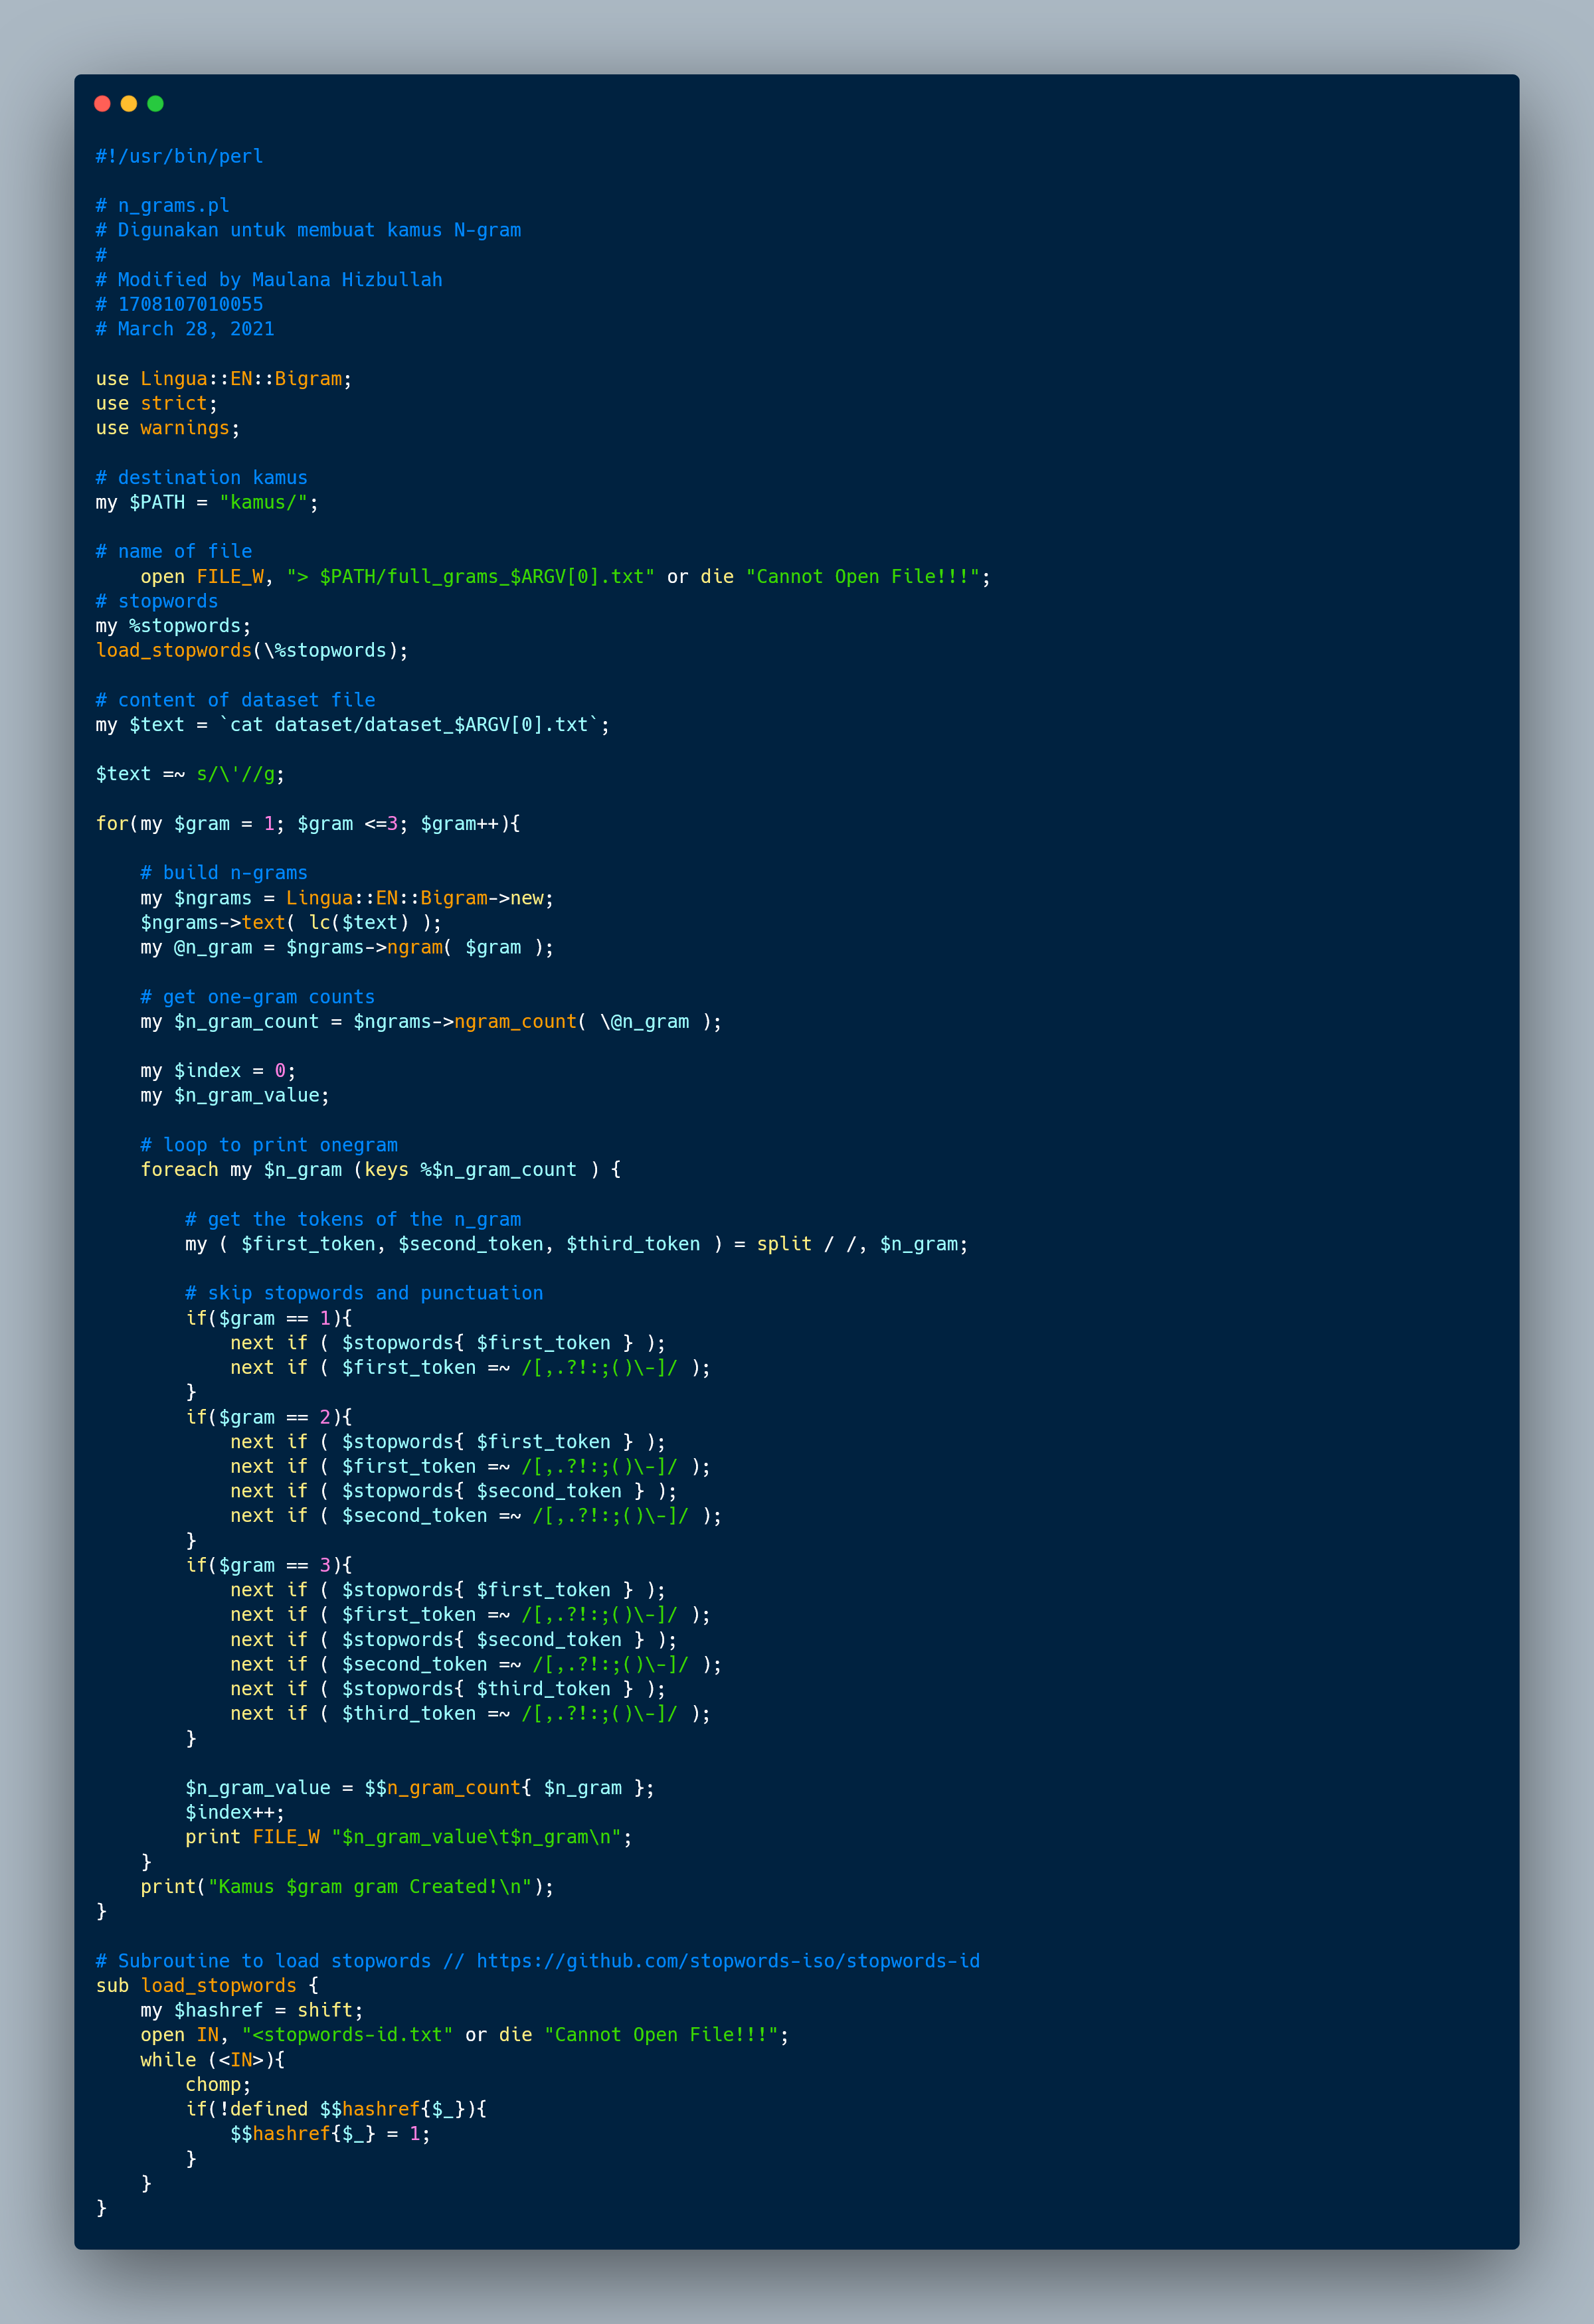 #!/usr/bin/perl

# n_grams.pl
# Digunakan untuk membuat kamus N-gram
#
# Modified by Maulana Hizbullah
# 1708107010055
# March 28, 2021

use Lingua::EN::Bigram;
use strict;
use warnings;

# destination kamus
my $PATH = "kamus/";

# name of file
    open FILE_W, "> $PATH/full_grams_$ARGV[0].txt" or die "Cannot Open File!!!";
# stopwords
my %stopwords;
load_stopwords(\%stopwords);

# content of dataset file
my $text = `cat dataset/dataset_$ARGV[0].txt`;

$text =~ s/\'//g;

for(my $gram = 1; $gram <=3; $gram++){

    # build n-grams
    my $ngrams = Lingua::EN::Bigram->new;
    $ngrams->text( lc($text) );
    my @n_gram = $ngrams->ngram( $gram );

    # get one-gram counts
    my $n_gram_count = $ngrams->ngram_count( \@n_gram );

    my $index = 0;
    my $n_gram_value;

    # loop to print onegram
    foreach my $n_gram (keys %$n_gram_count ) {

        # get the tokens of the n_gram
        my ( $first_token, $second_token, $third_token ) = split / /, $n_gram;

        # skip stopwords and punctuation
        if($gram == 1){
            next if ( $stopwords{ $first_token } );
            next if ( $first_token =~ /[,.?!:;()\-]/ );
        }
        if($gram == 2){
            next if ( $stopwords{ $first_token } );
            next if ( $first_token =~ /[,.?!:;()\-]/ );
            next if ( $stopwords{ $second_token } );
            next if ( $second_token =~ /[,.?!:;()\-]/ );
        }
        if($gram == 3){
            next if ( $stopwords{ $first_token } );
            next if ( $first_token =~ /[,.?!:;()\-]/ );
            next if ( $stopwords{ $second_token } );
            next if ( $second_token =~ /[,.?!:;()\-]/ );
            next if ( $stopwords{ $third_token } );
            next if ( $third_token =~ /[,.?!:;()\-]/ );
        }

        $n_gram_value = $$n_gram_count{ $n_gram };
        $index++;
        print FILE_W "$n_gram_value\t$n_gram\n";
    }
    print("Kamus $gram gram Created!\n");
}

# Subroutine to load stopwords // https://github.com/stopwords-iso/stopwords-id
sub load_stopwords {
    my $hashref = shift;
    open IN, "<stopwords-id.txt" or die "Cannot Open File!!!";
    while (<IN>){
        chomp;
        if(!defined $$hashref{$_}){
            $$hashref{$_} = 1;
        }
    }
}